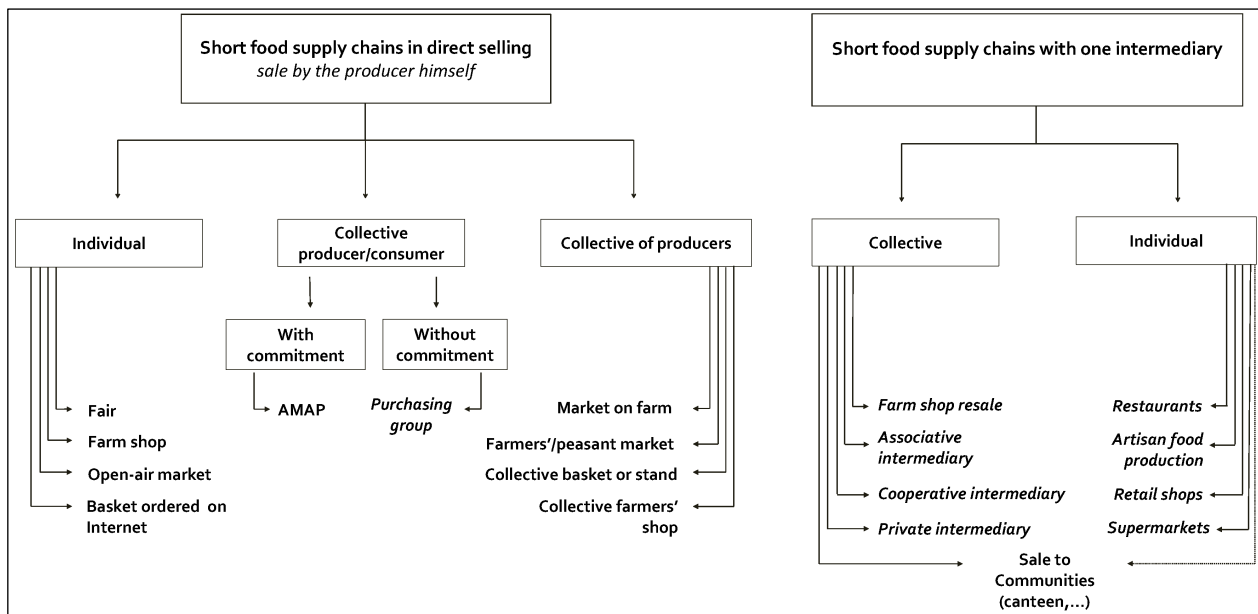 Short food supply chains in direct selling
sale by the producer himself
Short food supply chains with one intermediary
Individual
Collective
producer/consumer
Collective of producers
Collective
Individual
With
commitment
Without
commitment
Fair
Farm shop
Open-air market
Basket ordered on
Internet
AMAP
Purchasing
group
Market on farm
Farmers'/peasant market
Collective basket or stand
Collective farmers'
shop
Farm shop resale
Associative
intermediary
Cooperative intermediary
Private intermediary
Restaurants
Artisan food
production
Retail shops
Supermarkets
Sale to
Communities
(canteen,...)